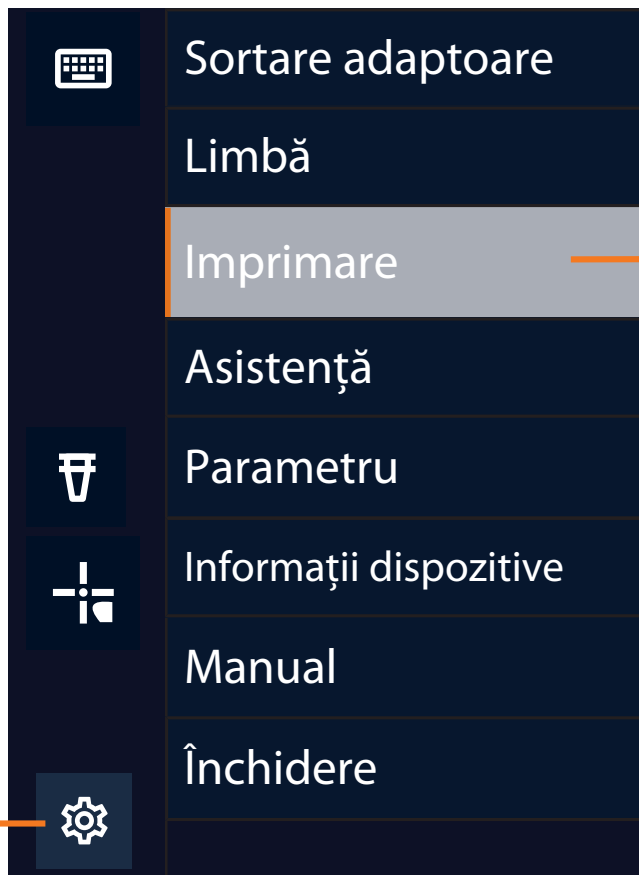 Sortare adaptoare
Limbă
Imprimare
Asistență
Parametru
Informații dispozitive
Manual
Închidere